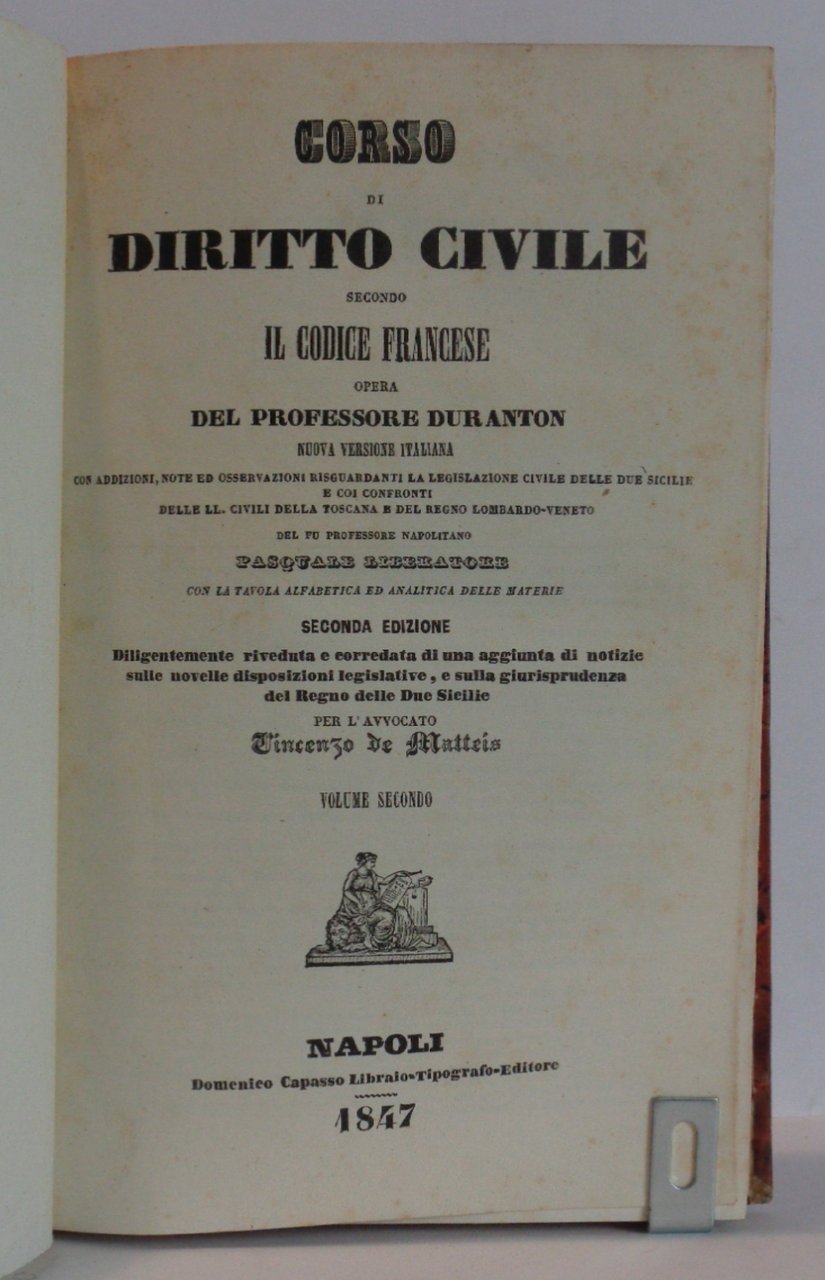 CORSO
DI
DIRITTO CIVILE
SECONDO
IL CODICE FRANCESE
OPERA
DEL PROFESSORE DURANTON
NUOVA VERSIONE ITALIANA
CON ADDIZIONI, NOTE ED OSSERVAZIONI RISGUARDANTI LA LEGISLAZIONE CIVILE DELLE DUE SICILIE
E COI CONFRONTI
DELLE LL. CIVILI DELLA TOSCANA E DEL REGNO LOMBARDO-VENETO
DEL FU PROFESSORE NAPOLITANO
PASQUALE LIBERATORE
CON LA TAVOLA ALFABETICA ED ANALITICA DELLE MATERIE
SECONDA EDIZIONE
Diligentemente riveduta e corredata di una aggiunta di notizie
sulle novelle disposizioni legislative, e sulla giurisprudenza
del Regno delle Due Sicilie
PER L'AVVOCATO
Vincenzo de Matteis
VOLUME SECONDO
NAPOLI
Domenico Capasso Libraio-Tipografo-Editore
1847